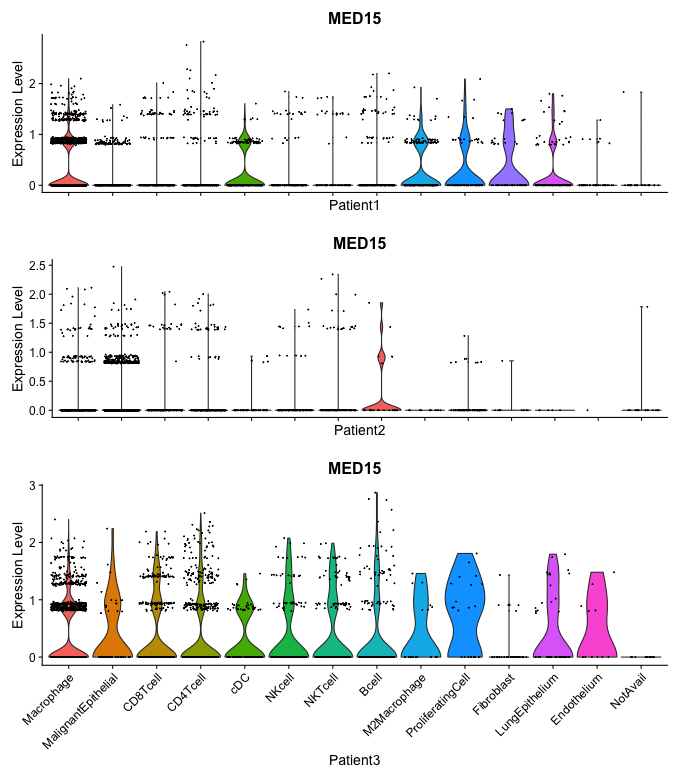 MED15
Expression Level
2
1
0
Patient1
MED15
Expression Level
2.5
2.0
1.5
1.0
0.5
0.0
Patient2
MED15
Expression Level
3
2
1
0
Macrophage
MalignantEpithelial
CD8Tcell
CD4Tcell
cDC
NKcell
NKTcell
Bcell
M2Macrophage
ProliferatingCell
Fibroblast
LungEpithelium
Endothelium
NotAvail
Patient3